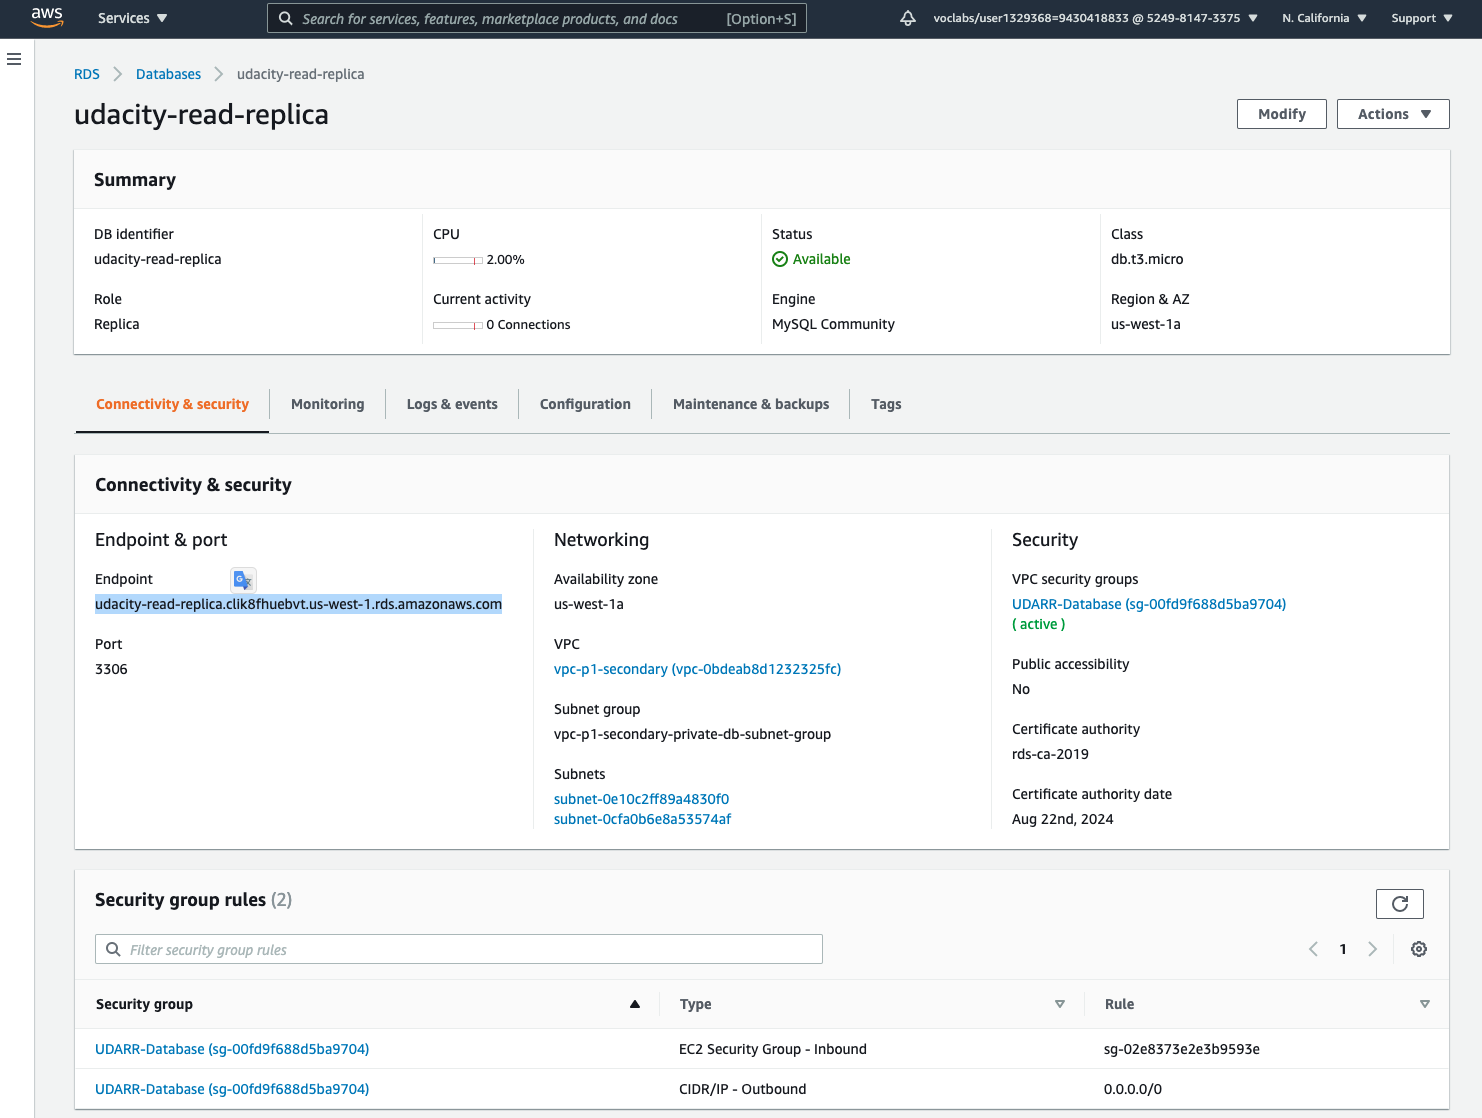 aws Services Search for services, features, marketplace products, and docs [Option+S] voclabs/user1329368=9430418833 @ 5249-8147-3375 N. California Support
RDS Databases udacity-read-replica
udacity-read-replica
Modify Actions
Summary
DB identifier CPU Status Class
udacity-read-replica 2.00% Available db.t3.micro
Role Current activity Engine Region & AZ
Replica 0 Connections MySQL Community us-west-1a
Connectivity & security Monitoring Logs & events Configuration Maintenance & backups Tags
Connectivity & security
Endpoint & port
Endpoint
udacity-read-replica.clik8fhuebvt.us-west-1.rds.amazonaws.com
Port
3306
Networking
Availability zone
us-west-1a
VPC
vpc-p1-secondary (vpc-0bdeab8d1232325fc)
Subnet group
vpc-p1-secondary-private-db-subnet-group
Subnets
subnet-0e10c2ff89a4830f0
subnet-0cfa0b6e8a53574af
Security
VPC security groups
UDARR-Database (sg-00fd9f688d5ba9704)
( active )
Public accessibility
No
Certificate authority
rds-ca-2019
Certificate authority date
Aug 22nd, 2024
Security group rules (2)
Filter security group rules
1
Security group Type Rule
UDARR-Database (sg-00fd9f688d5ba9704) EC2 Security Group - Inbound sg-02e8373e2e3b9593e
UDARR-Database (sg-00fd9f688d5ba9704) CIDR/IP - Outbound 0.0.0.0/0